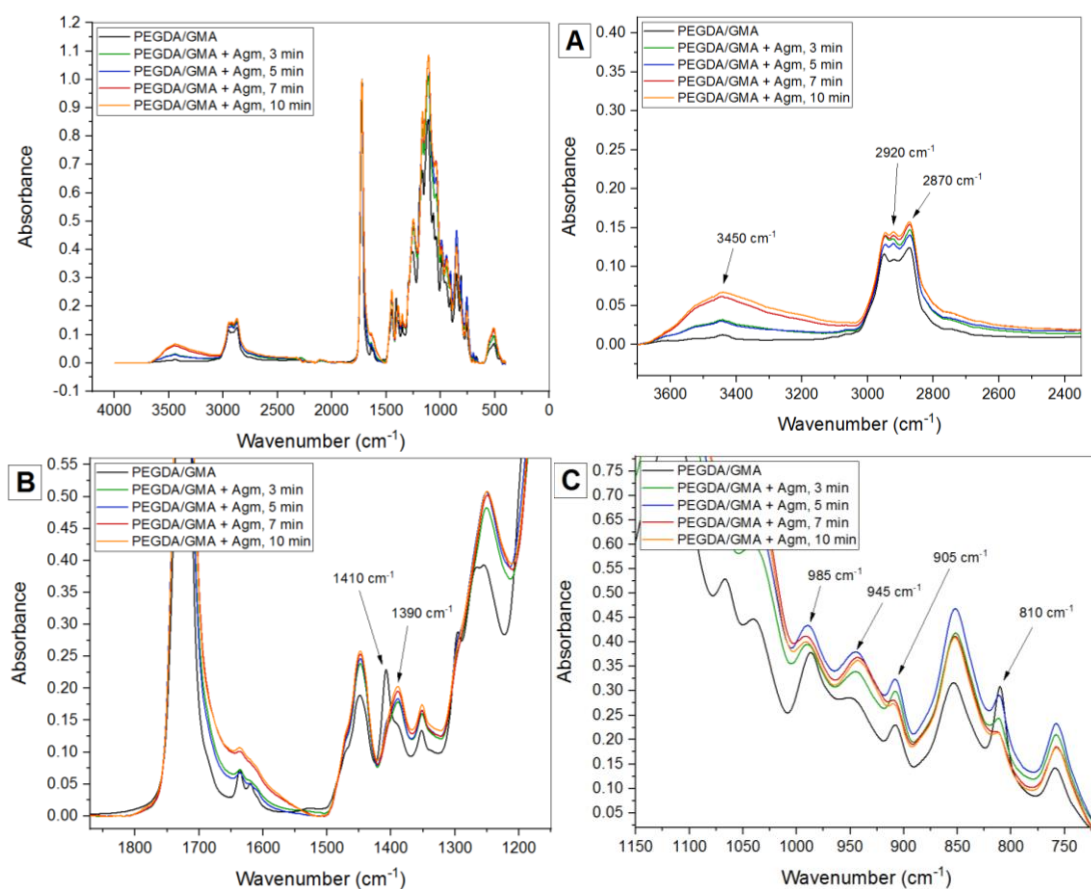 1.2
1.1
1.0
0.9
0.8
0.7
0.6
0.5
0.4
0.3
0.2
0.1
0.0
-0.1
Absorbance
PEGDA/GMA
PEGDA/GMA + Agm, 3 min
PEGDA/GMA + Agm, 5 min
PEGDA/GMA + Agm, 7 min
PEGDA/GMA + Agm, 10 min
4000 3500 3000 2500 2000 1500 1000 500 0
Wavenumber (cm⁻¹)
A
0.40
0.35
0.30
0.25
0.20
0.15
0.10
0.05
0.00
Absorbance
PEGDA/GMA
PEGDA/GMA + Agm, 3 min
PEGDA/GMA + Agm, 5 min
PEGDA/GMA + Agm, 7 min
PEGDA/GMA + Agm, 10 min
2920 cm⁻¹
2870 cm⁻¹
3450 cm⁻¹
3600 3400 3200 3000 2800 2600 2400
Wavenumber (cm⁻¹)
B
0.55
0.50
0.45
0.40
0.35
0.30
0.25
0.20
0.15
0.10
0.05
0.00
Absorbance
PEGDA/GMA
PEGDA/GMA + Agm, 3 min
PEGDA/GMA + Agm, 5 min
PEGDA/GMA + Agm, 7 min
PEGDA/GMA + Agm, 10 min
1410 cm⁻¹
1390 cm⁻¹
1800 1700 1600 1500 1400 1300 1200
Wavenumber (cm⁻¹)
C
0.75
0.70
0.65
0.60
0.55
0.50
0.45
0.40
0.35
0.30
0.25
0.20
0.15
0.10
0.05
Absorbance
PEGDA/GMA
PEGDA/GMA + Agm, 3 min
PEGDA/GMA + Agm, 5 min
PEGDA/GMA + Agm, 7 min
PEGDA/GMA + Agm, 10 min
985 cm⁻¹
945 cm⁻¹
905 cm⁻¹
810 cm⁻¹
1150 1100 1050 1000 950 900 850 800 750
Wavenumber (cm⁻¹)